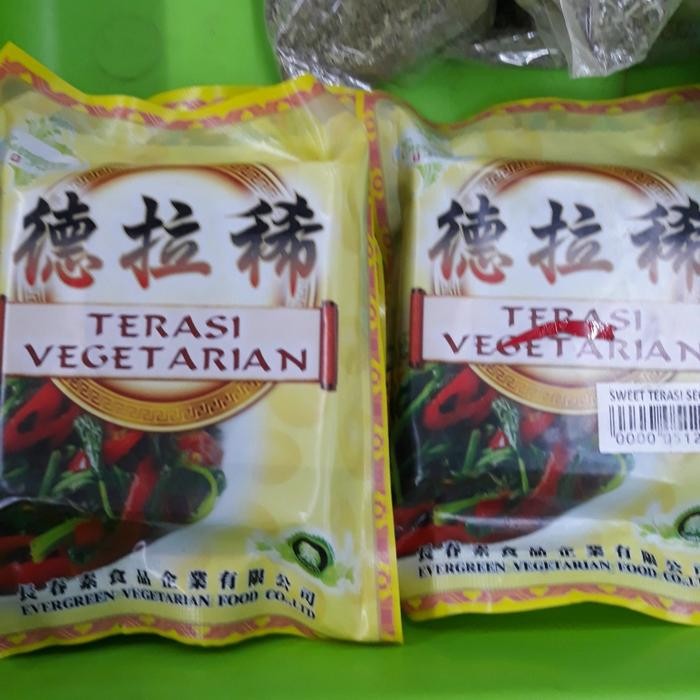 德拉稀
TERASI
VEGETARIAN
長春素食品企業有限公司
EVERGREEN VEGETARIAN FOOD CO.,LTD
德拉稀
TERASI
VEGETARIAN
SWEET TERASI
長春素食品企業有限公司
EVERGREEN VEGETARIAN FOOD CO.,